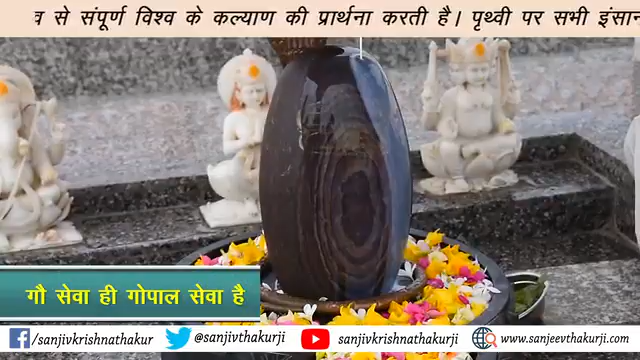 से संपूर्ण विश्व के कल्याण की प्रार्थना करती है। पृथ्वी पर सभी इंसान
गौ सेवा ही गोपाल सेवा है
/sanjivkrishnathakur
@sanjivthakurji
/sanjivkrishnathakurji
www.sanjeevthakurji.com